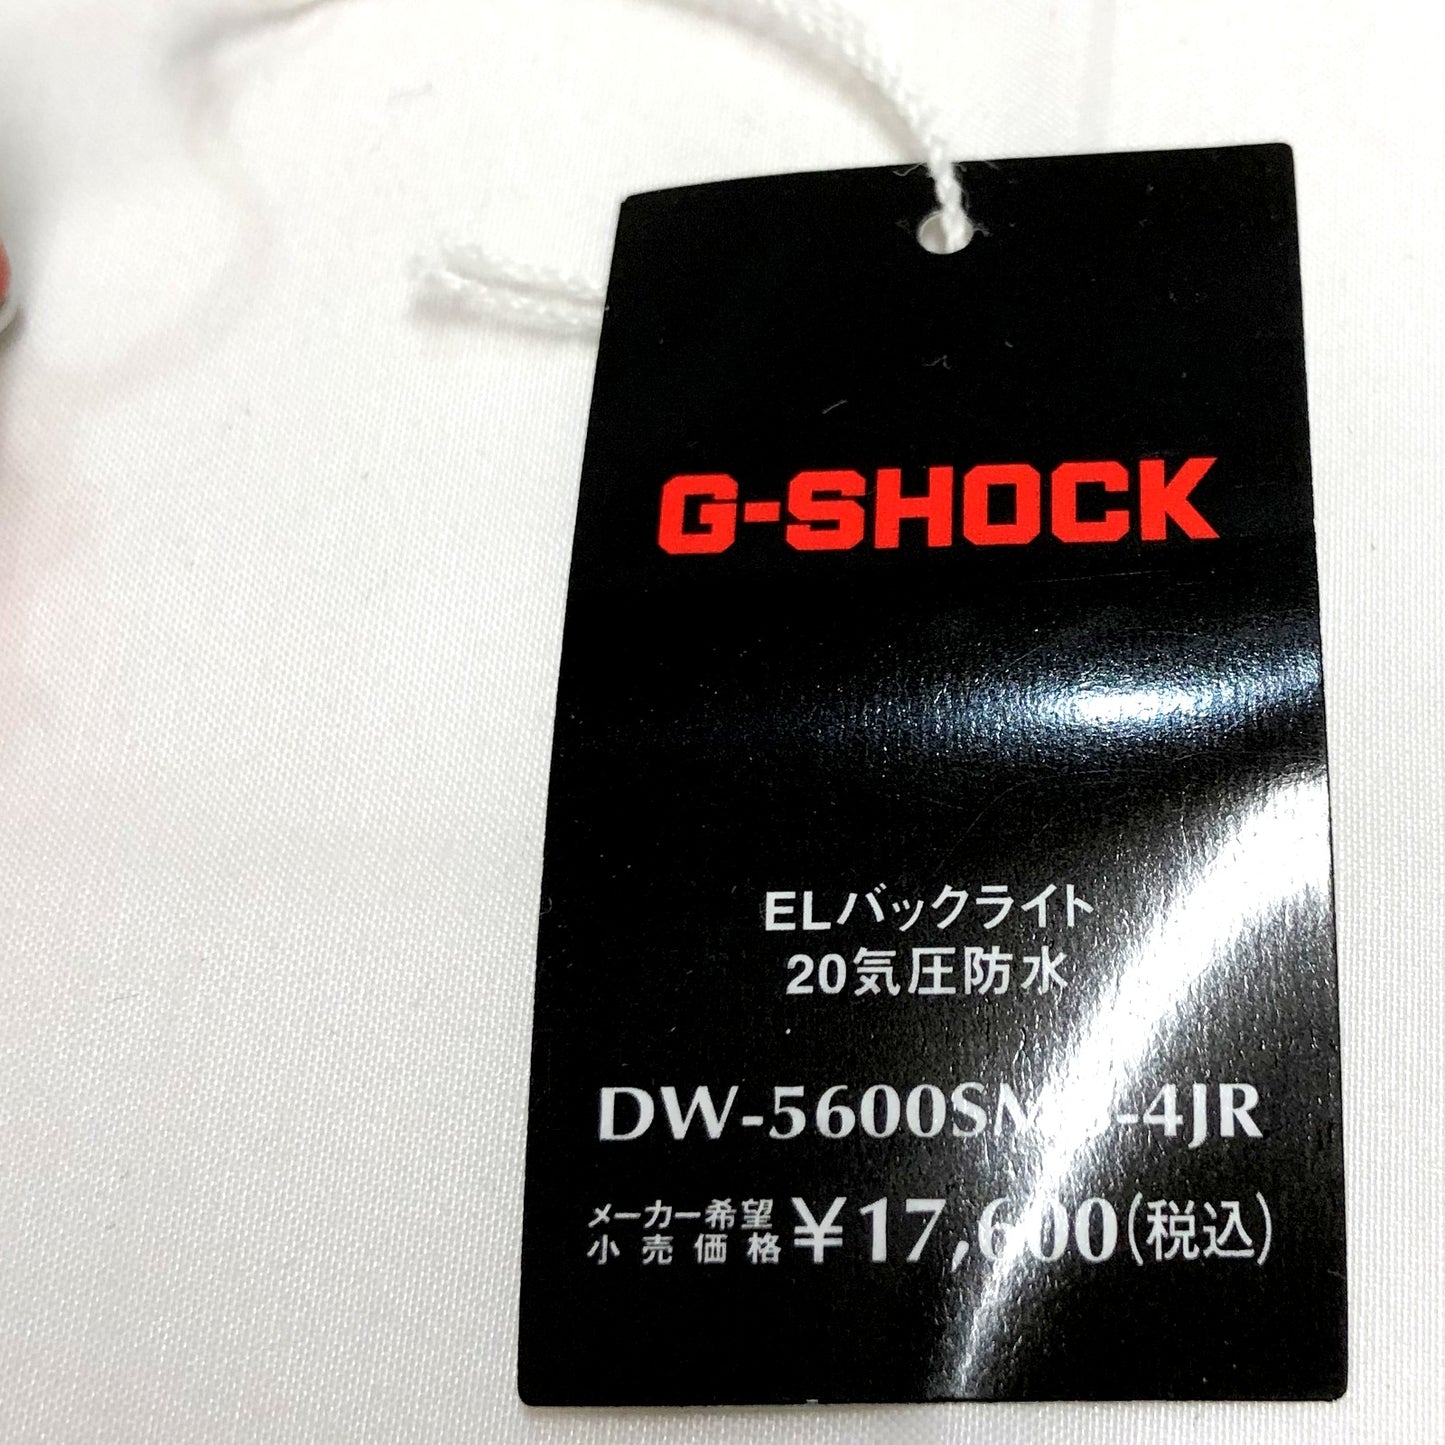 G-SHOCK
ELバックライト
20気圧防水
メーカー希望
小売価格 ¥17,600(税込)